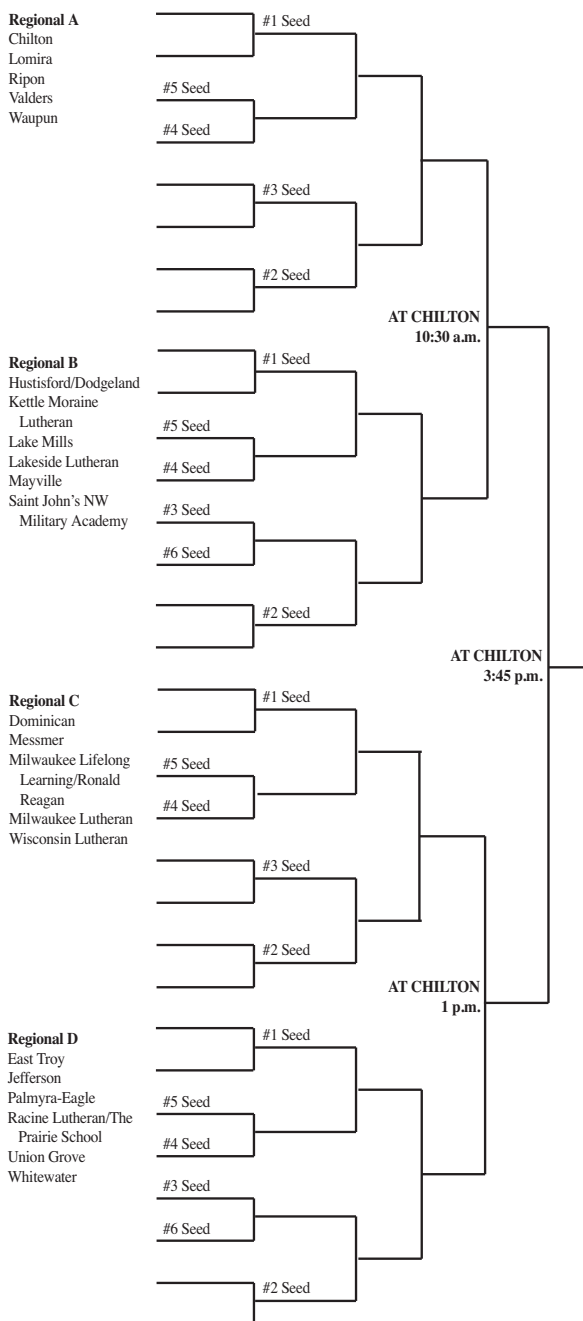 Regional A
Chilton
Lomira
Ripon
Valders
Waupun
#1 Seed
#5 Seed
#4 Seed
#3 Seed
#2 Seed
AT CHILTON
10:30 a.m.
Regional B
Hustisford/Dodgeland
Kettle Moraine
Lutheran
Lake Mills
Lakeside Lutheran
Mayville
Saint John’s NW
Military Academy
#1 Seed
#5 Seed
#4 Seed
#3 Seed
#6 Seed
#2 Seed
AT CHILTON
3:45 p.m.
Regional C
Dominican
Messmer
Milwaukee Lifelong
Learning/Ronald
Reagan
Milwaukee Lutheran
Wisconsin Lutheran
#1 Seed
#5 Seed
#4 Seed
#3 Seed
#2 Seed
AT CHILTON
1 p.m.
Regional D
East Troy
Jefferson
Palmyra-Eagle
Racine Lutheran/The
Prairie School
Union Grove
Whitewater
#1 Seed
#5 Seed
#4 Seed
#3 Seed
#6 Seed
#2 Seed